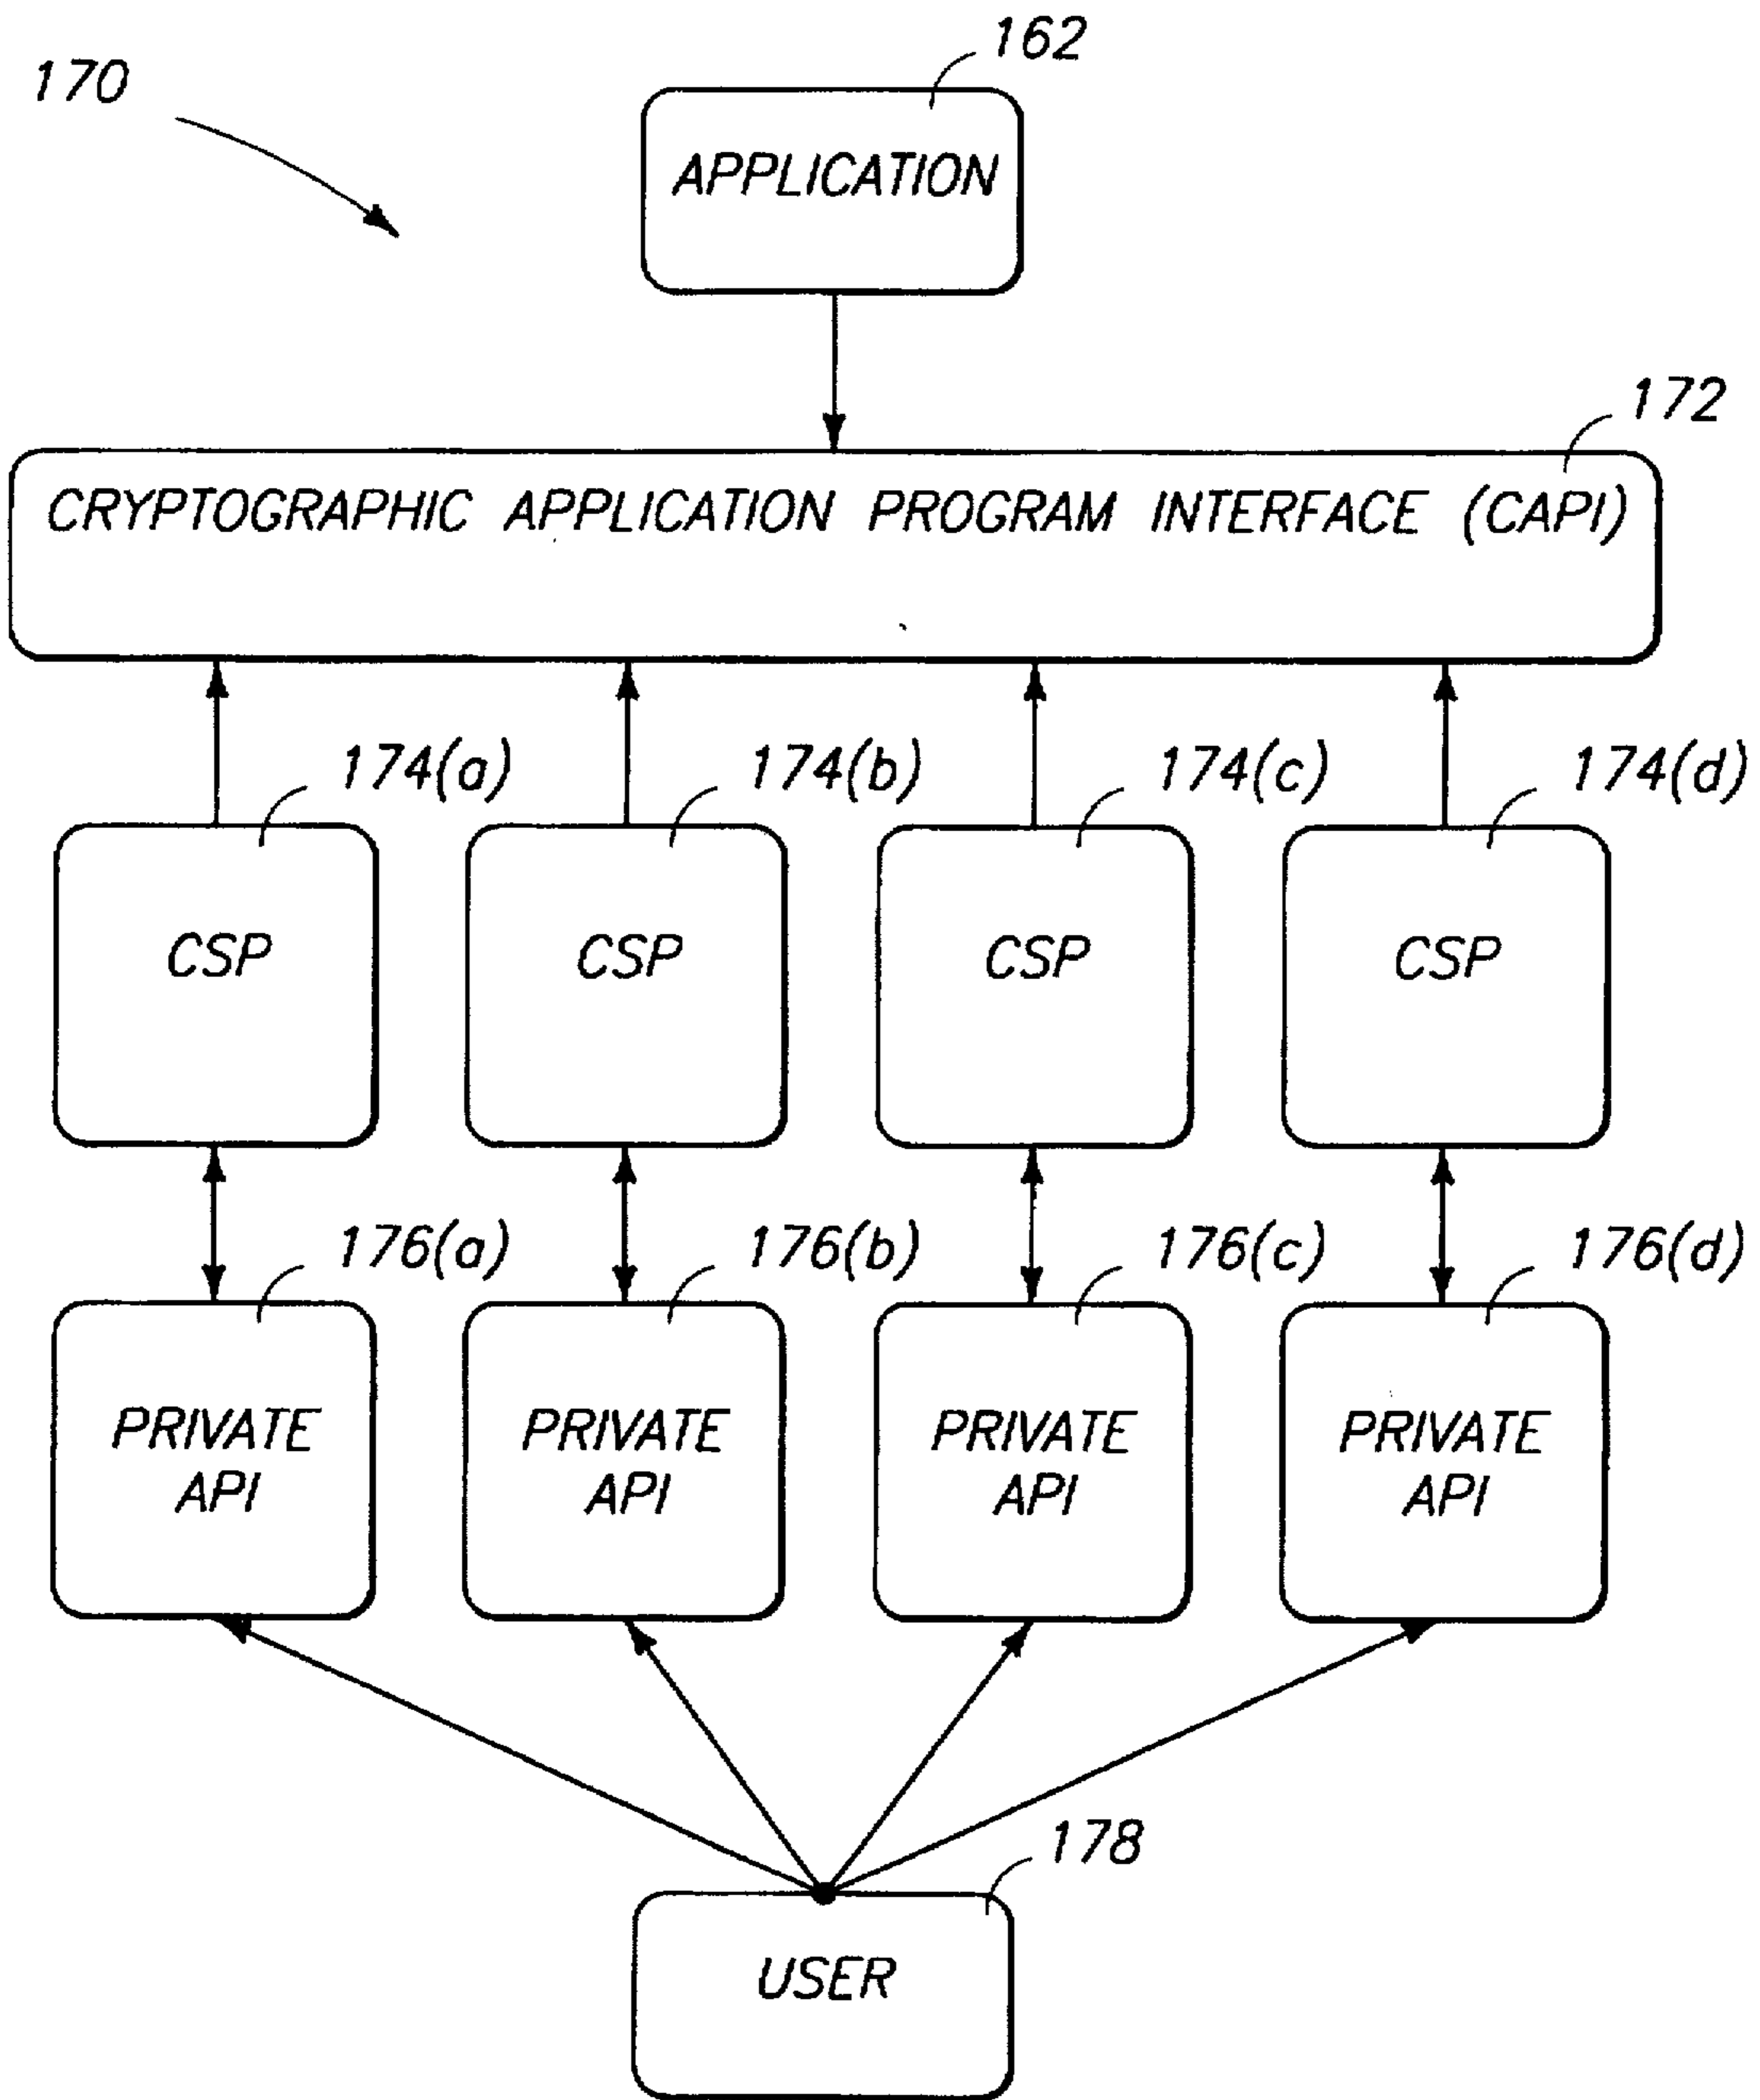 170
162
APPLICATION
172
CRYPTOGRAPHIC APPLICATION PROGRAM INTERFACE (CAPI)
174(a)
174(b)
174(c)
174(d)
CSP
CSP
CSP
CSP
176(a)
176(b)
176(c)
176(d)
PRIVATE
API
PRIVATE
API
PRIVATE
API
PRIVATE
API
178
USER